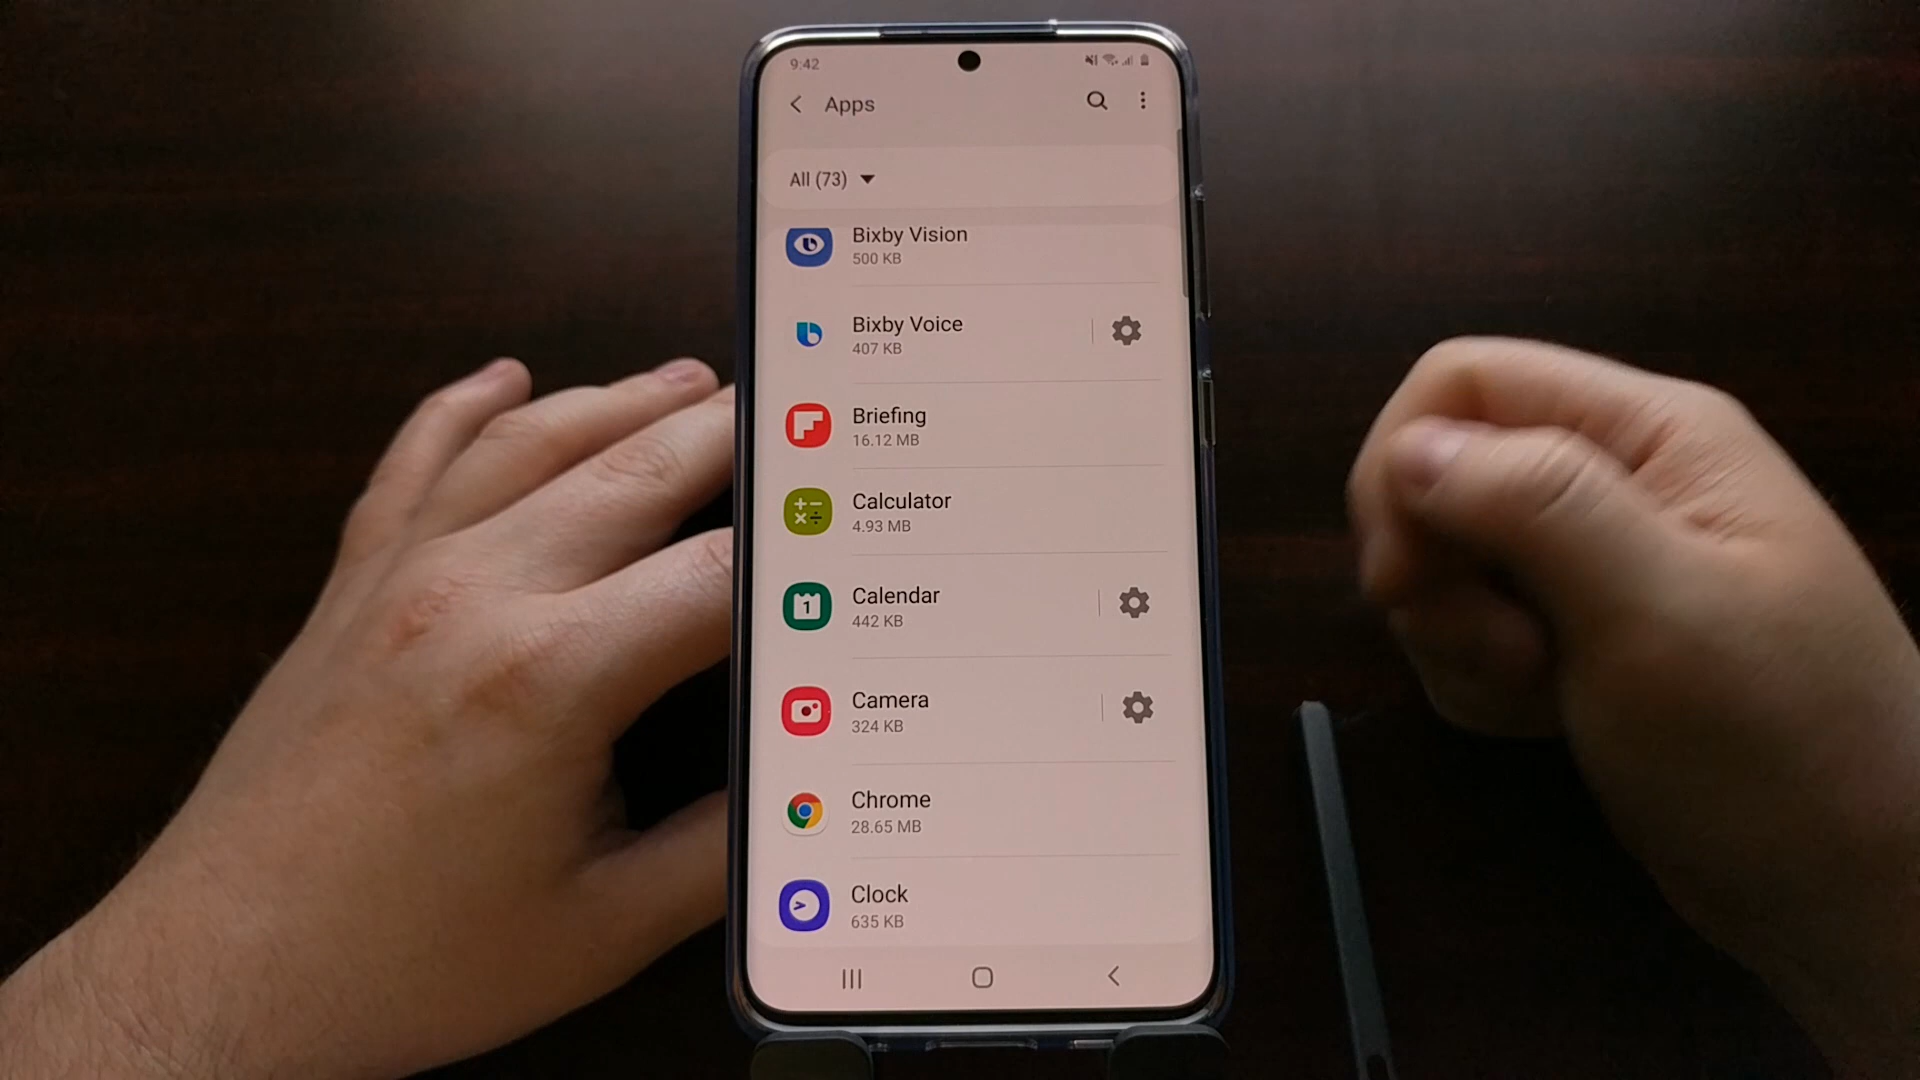 9:42
Apps
All (73)
Bixby Vision
500 KB
Bixby Voice
407 KB
Briefing
16.12 MB
Calculator
4.93 MB
1
Calendar
442 KB
Camera
324 KB
Chrome
28.65 MB
Clock
635 KB